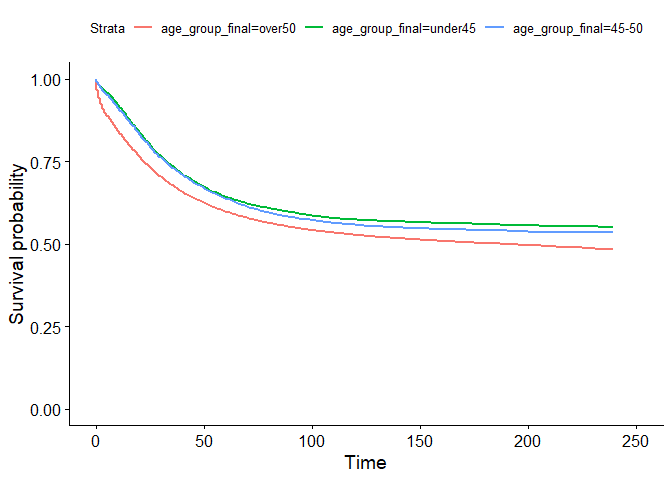 Strata age_group_final=over50 age_group_final=under45 age_group_final=45-50
1.00
0.75
0.50
0.25
0.00
Survival probability
0 50 100 150 200 250
Time